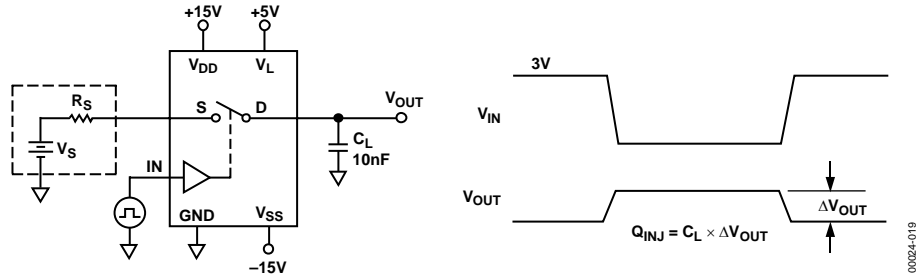 +15V
+5V
VDD
VL
RS
S
D
VOUT
VS
CL
10nF
IN
GND
VSS
–15V
3V
VIN
VOUT
ΔVOUT
QINJ = CL × ΔVOUT
00024-019